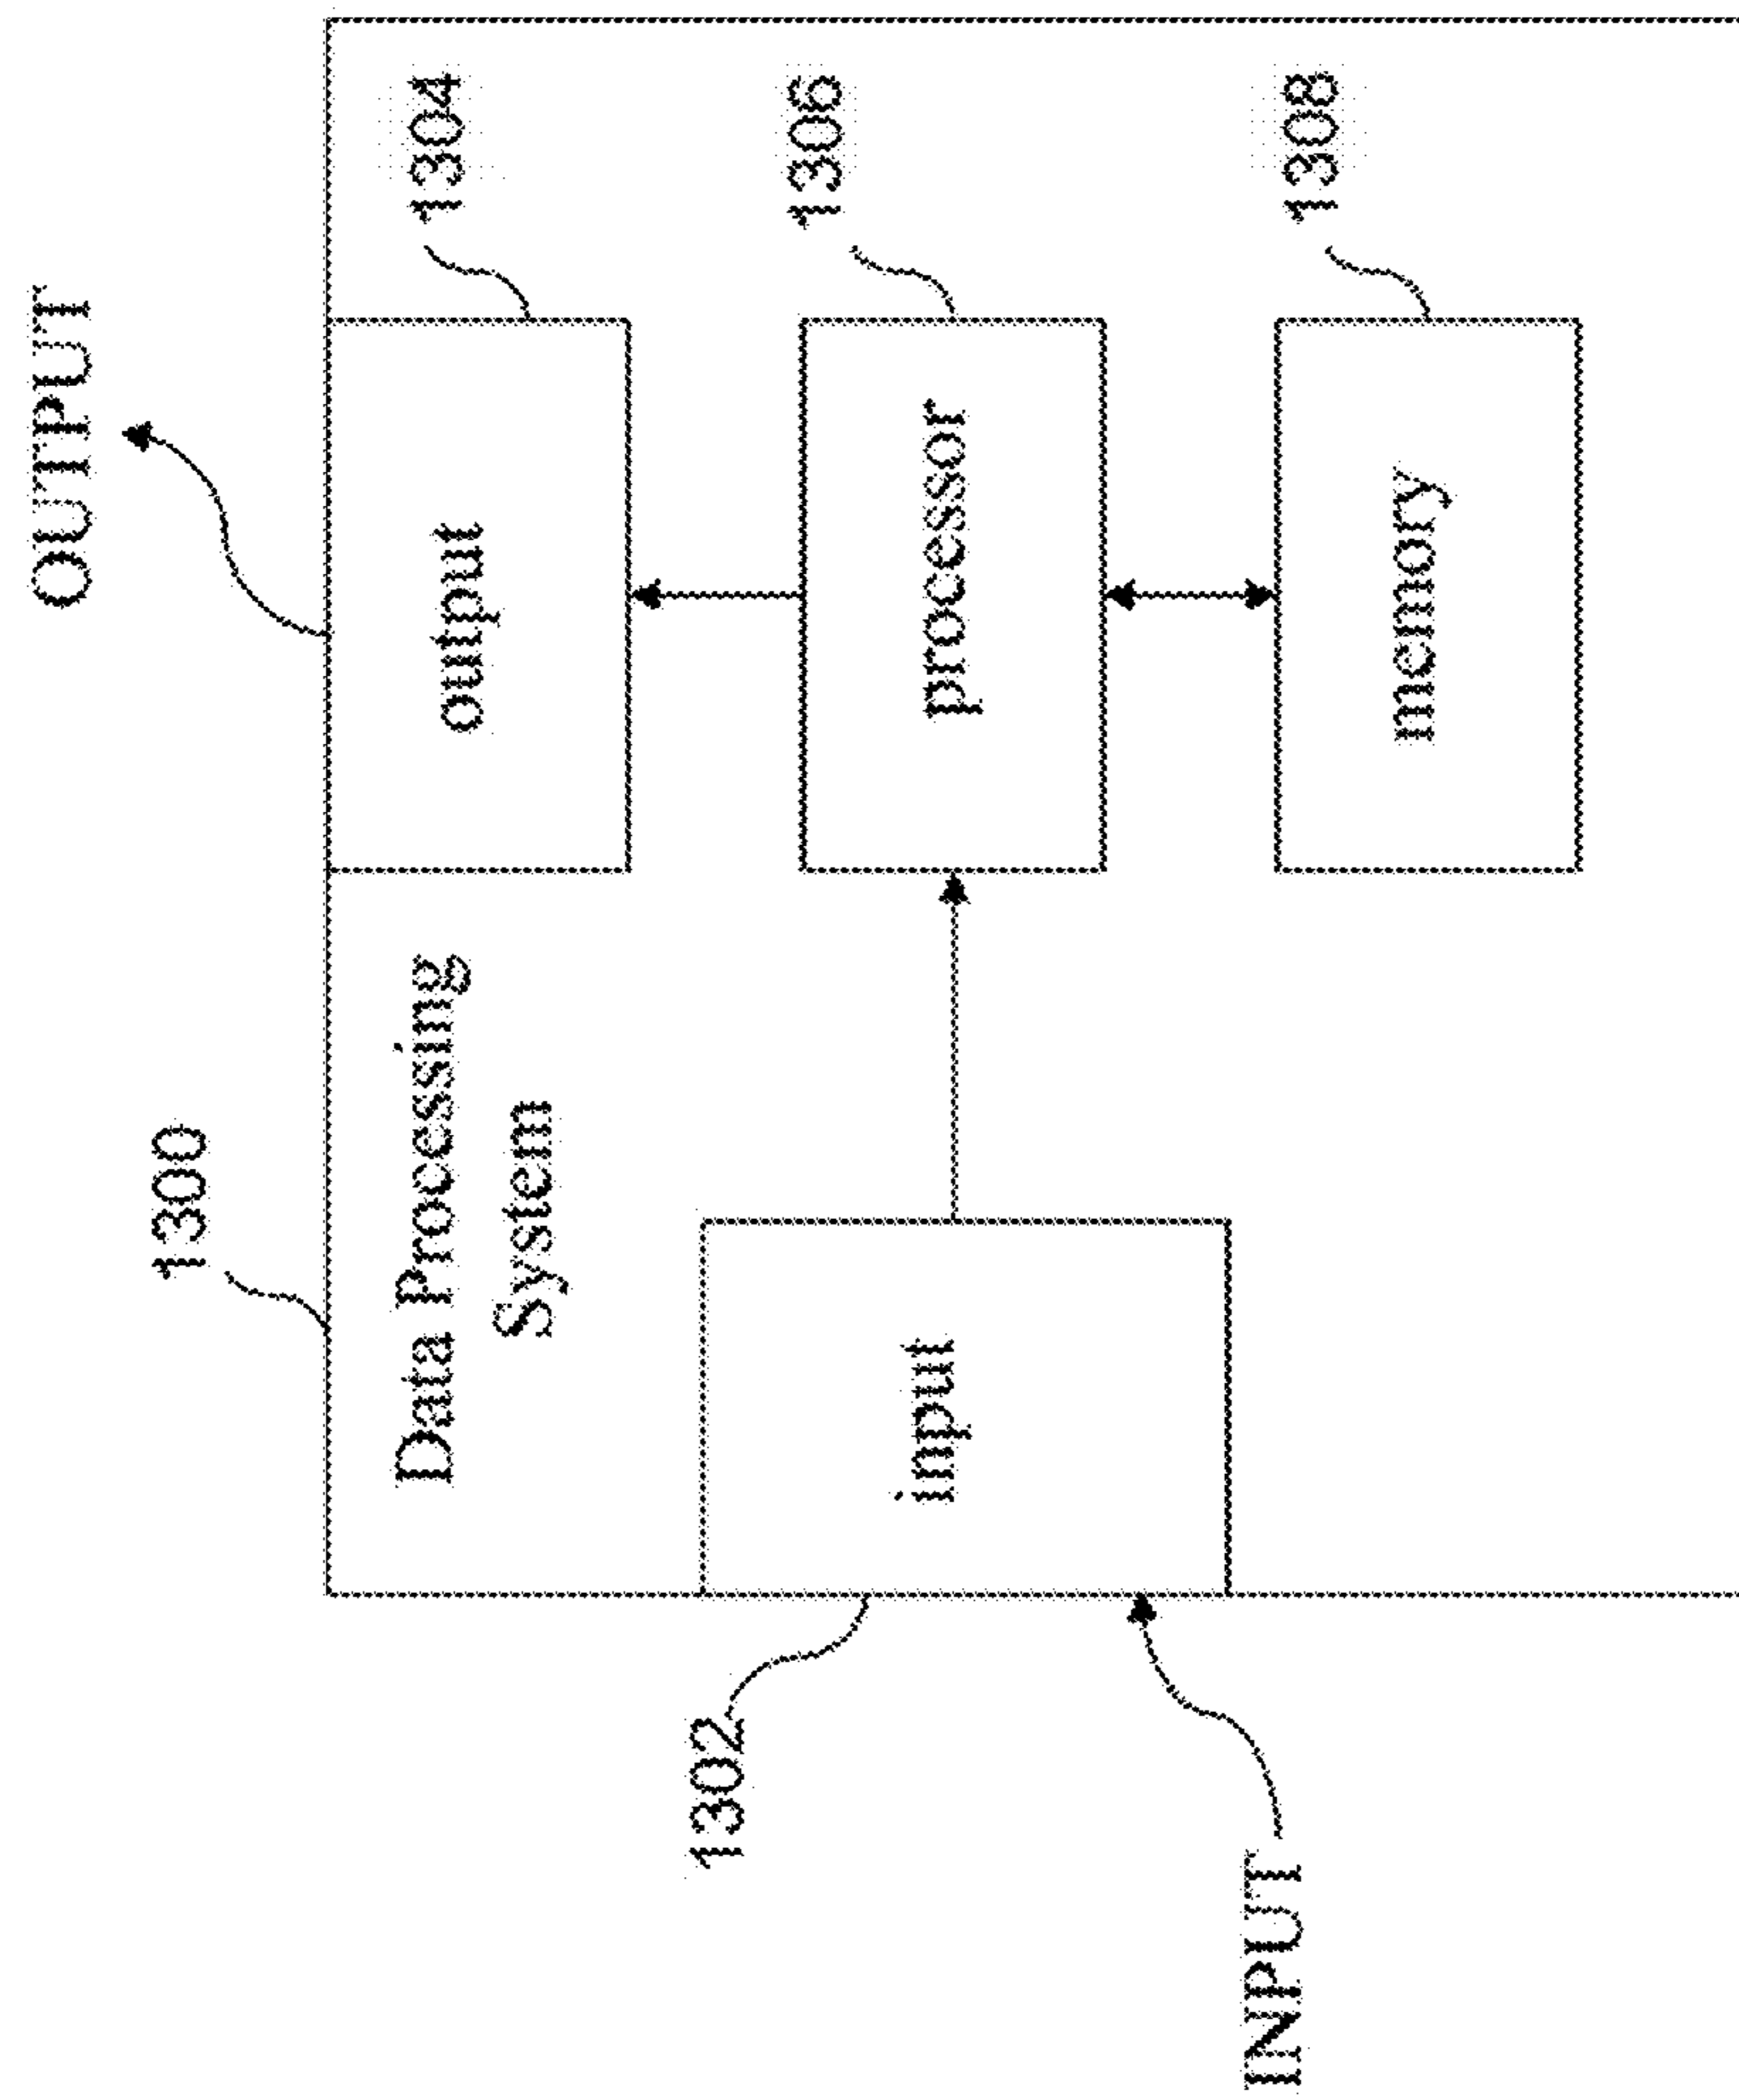 OUTPUT
1300
Data Processing
System
output
1304
1302
input
processor
1306
INPUT
memory
1308